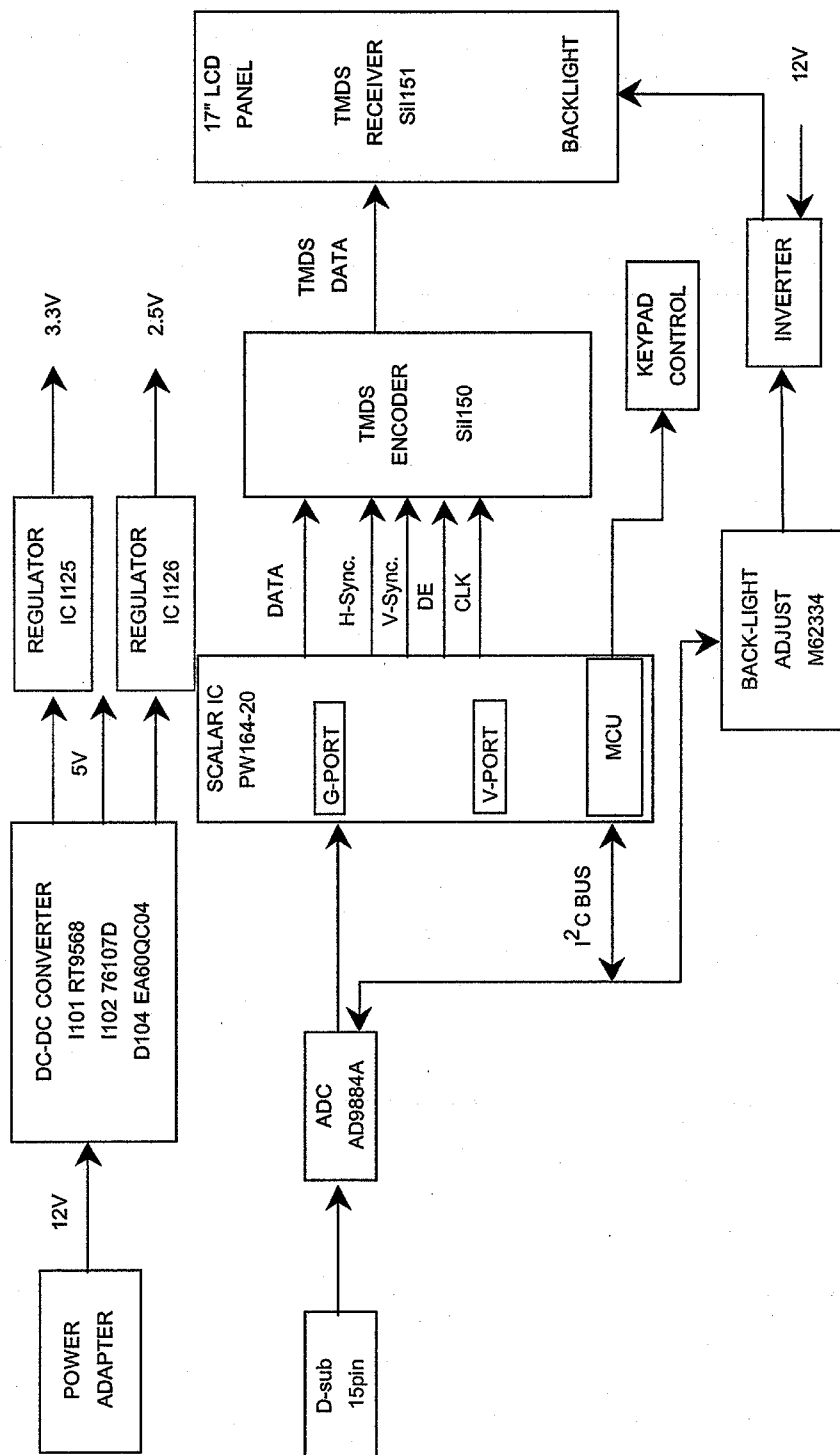 POWER
ADAPTER
12V
DC-DC CONVERTER
I101 RT9568
I102 76107D
D104 EA60QC04
5V
REGULATOR
IC I125
3.3V
REGULATOR
IC I126
2.5V
D-sub
15pin
ADC
AD9884A
I²C BUS
SCALAR IC
PW164-20
G-PORT
V-PORT
MCU
DATA
H-Sync.
V-Sync.
DE
CLK
TMDS
ENCODER
SiI150
TMDS
DATA
17" LCD
PANEL
TMDS
RECEIVER
SiI151
BACKLIGHT
KEYPAD
CONTROL
BACK-LIGHT
ADJUST
M62334
INVERTER
12V